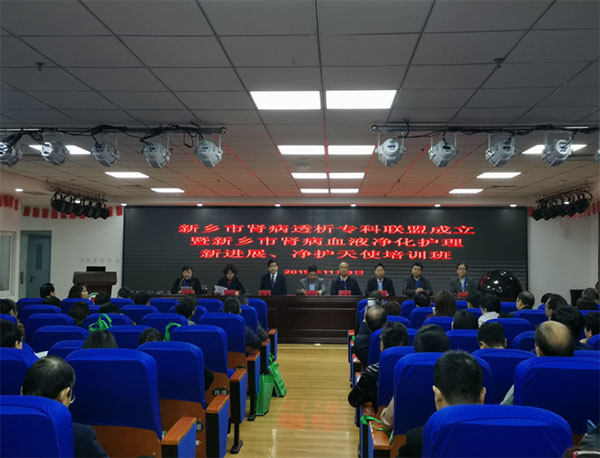 新乡市肾病透析专科联盟成立
暨新乡市肾病血液净化护理
新进展、净护天使培训班